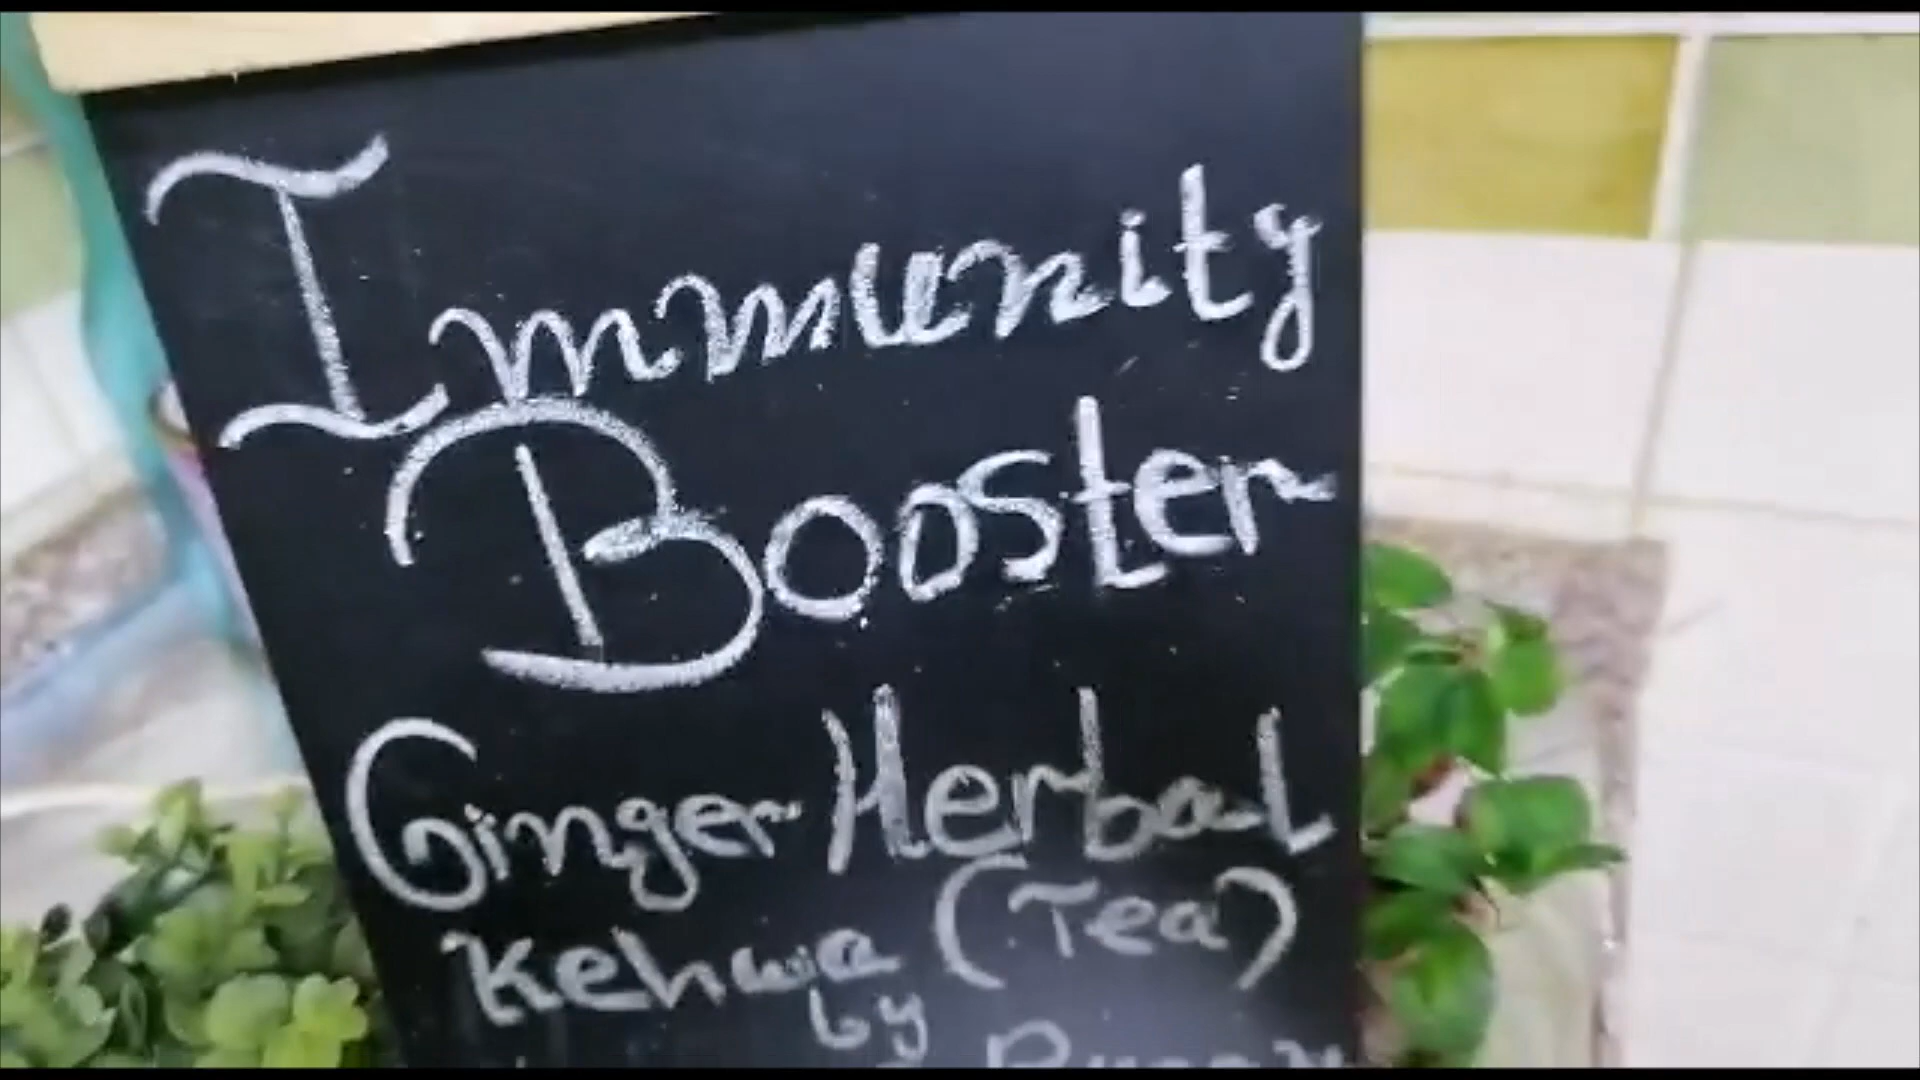 Immunity
Booster
Ginger Herbal
Kehwa (Tea)
by